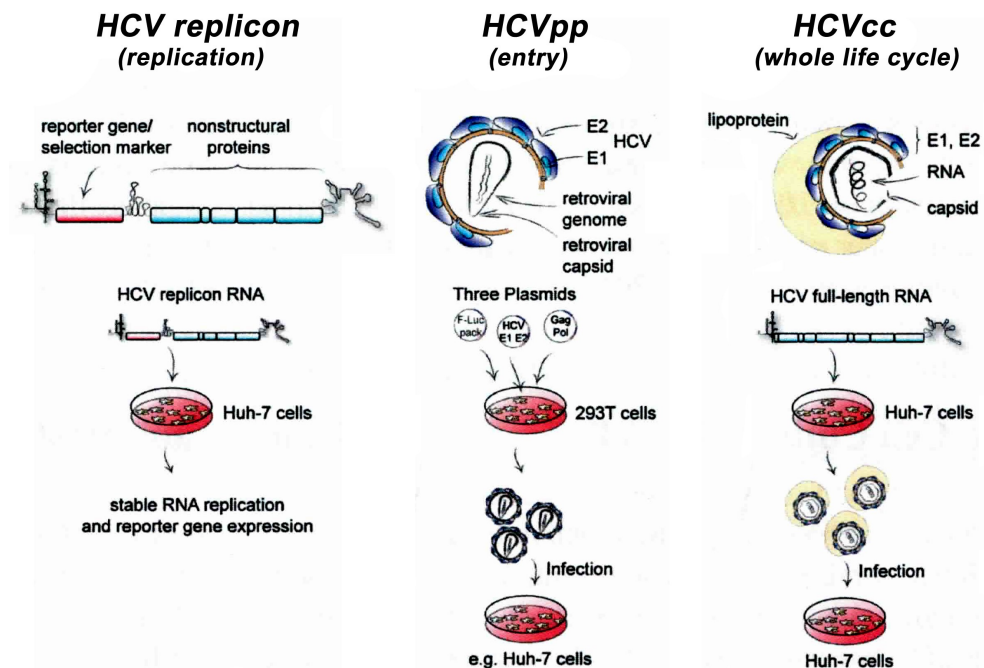 HCV replicon
(replication)
reporter gene/
selection marker
nonstructural
proteins
HCV replicon RNA
Huh-7 cells
stable RNA replication
and reporter gene expression
HCVpp
(entry)
E2
HCV
E1
retroviral
genome
retroviral
capsid
Three Plasmids
F-Luc
pack
HCV
E1 E2
Gag
Pol
293T cells
Infection
e.g. Huh-7 cells
HCVcc
(whole life cycle)
lipoprotein
E1, E2
RNA
capsid
HCV full-length RNA
Huh-7 cells
Infection
Huh-7 cells